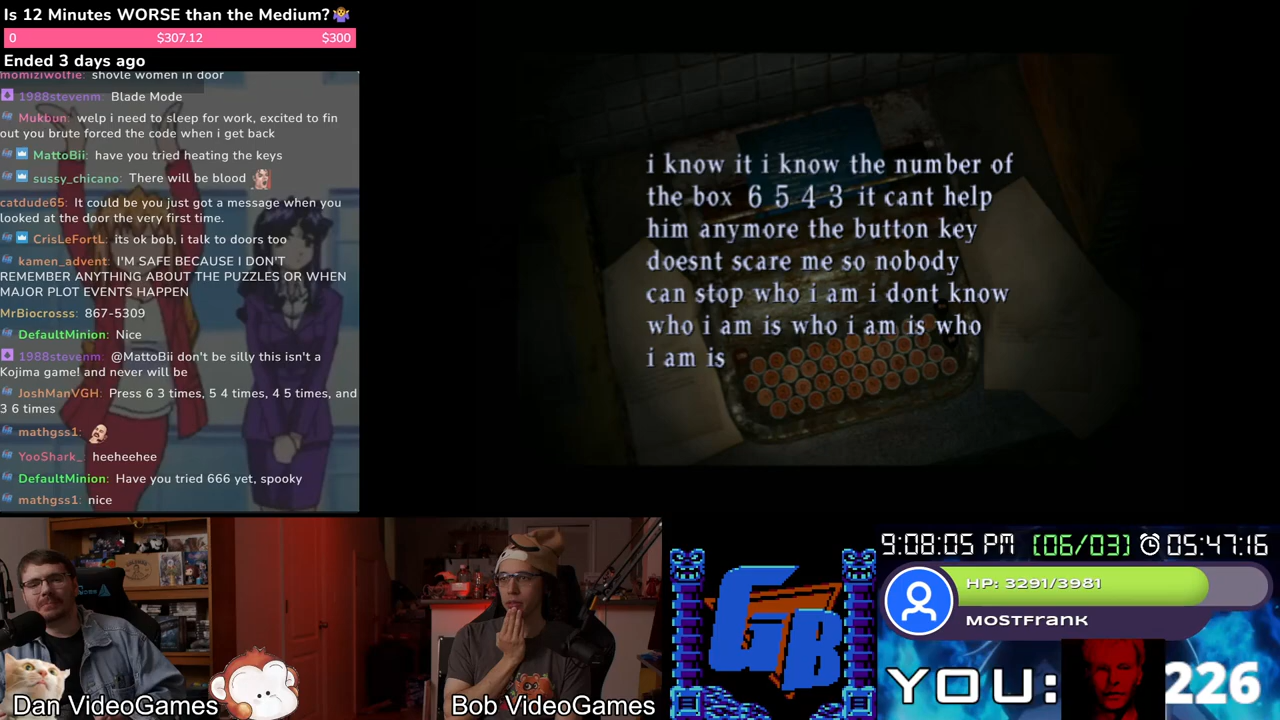 Is 12 Minutes WORSE than the Medium?🤷
0 $307.12 $300
Ended 3 days ago
momiziwolfie: shovle women in door
1988stevenm: Blade Mode
Mukbun: welp i need to sleep for work, excited to fin
out you brute forced the code when i get back
MattoBii: have you tried heating the keys
sussy_chicano: There will be blood
catdude65: It could be you just got a message when you
looked at the door the very first time.
CrisLeFortL: its ok bob, i talk to doors too
kamen_advent: I'M SAFE BECAUSE I DON'T
REMEMBER ANYTHING ABOUT THE PUZZLES OR WHEN
MAJOR PLOT EVENTS HAPPEN
MrBiocrosss: 867-5309
DefaultMinion: Nice
1988stevenm: @MattoBii don't be silly this isn't a
Kojima game! and never will be
JoshManVGH: Press 6 3 times, 5 4 times, 4 5 times, and
3 6 times
mathgss1:
YooShark_: heeheehee
DefaultMinion: Have you tried 666 yet, spooky
mathgss1: nice
i know it i know the number of
the box 6 5 4 3 it cant help
him anymore the button key
doesnt scare me so nobody
can stop who i am i dont know
who i am is who i am is who
i am is
Dan VideoGames
Bob VideoGames
GB
9:08:05 PM [06/03] 05:47:16
HP: 3291/3981
MOSTFRANK
YOU: 226